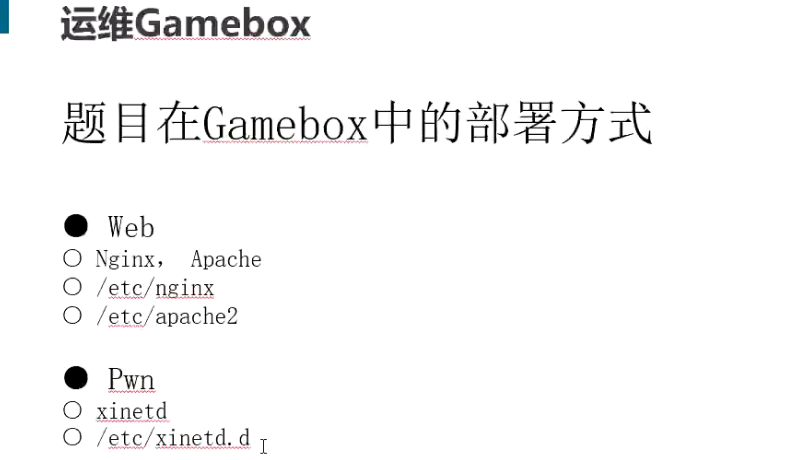 运维Gamebox
题目在Gamebox中的部署方式
● Web
○ Nginx， Apache
○ /etc/nginx
○ /etc/apache2
● Pwn
○ xinetd
○ /etc/xinetd.d